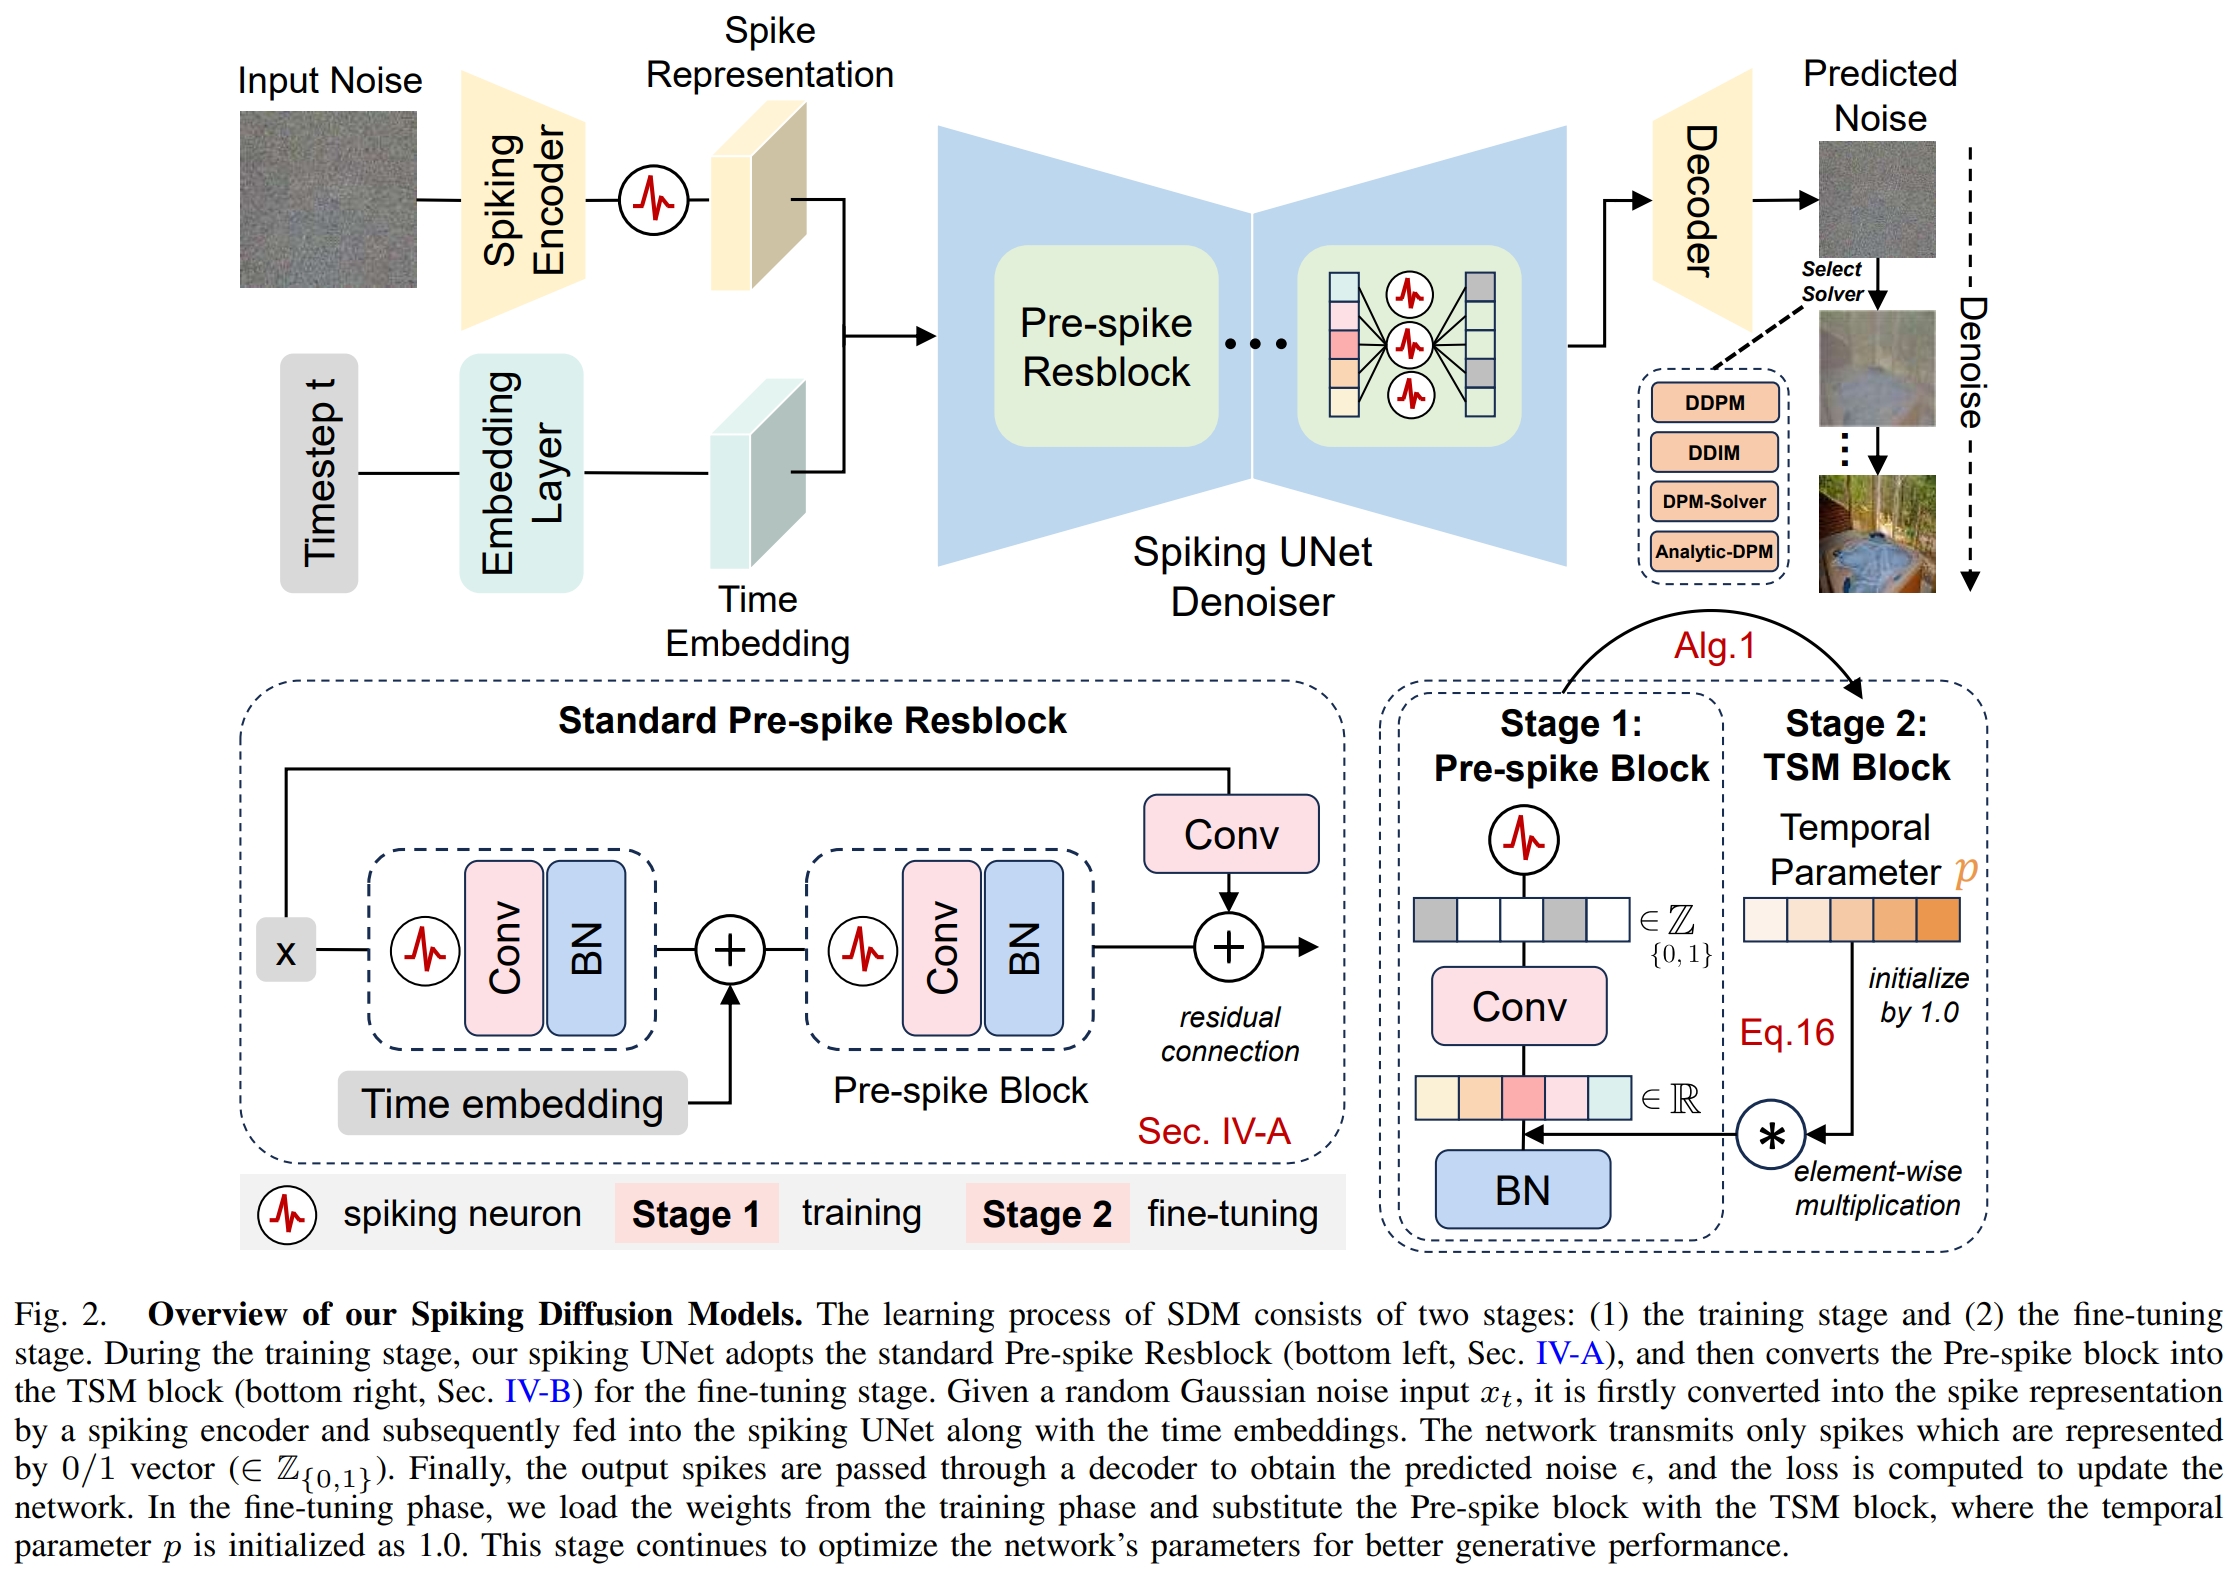 Input Noise
Spiking
Encoder
Spike
Representation
Timestep t
Embedding
Layer
Time
Embedding
Pre-spike
Resblock
Spiking UNet
Denoiser
Decoder
Predicted
Noise
Select
Solver
Denoise
DDPM
DDIM
DPM-Solver
Analytic-DPM
Standard Pre-spike Resblock
x
Conv
BN
Time embedding
Conv
BN
Pre-spike Block
Conv
residual
connection
Sec. IV-A
spiking neuron
Stage 1
training
Stage 2
fine-tuning
Alg.1
Stage 1:
Pre-spike Block
∈ ℤ
{0, 1}
Conv
∈ ℝ
BN
Stage 2:
TSM Block
Temporal
Parameter p
initialize
by 1.0
Eq.16
element-wise
multiplication
Fig. 2. Overview of our Spiking Diffusion Models. The learning process of SDM consists of two stages: (1) the training stage and (2) the fine-tuning
stage. During the training stage, our spiking UNet adopts the standard Pre-spike Resblock (bottom left, Sec. IV-A), and then converts the Pre-spike block into
the TSM block (bottom right, Sec. IV-B) for the fine-tuning stage. Given a random Gaussian noise input x_t, it is firstly converted into the spike representation
by a spiking encoder and subsequently fed into the spiking UNet along with the time embeddings. The network transmits only spikes which are represented
by 0/1 vector (∈ ℤ_{0,1}). Finally, the output spikes are passed through a decoder to obtain the predicted noise ϵ, and the loss is computed to update the
network. In the fine-tuning phase, we load the weights from the training phase and substitute the Pre-spike block with the TSM block, where the temporal
parameter p is initialized as 1.0. This stage continues to optimize the network's parameters for better generative performance.